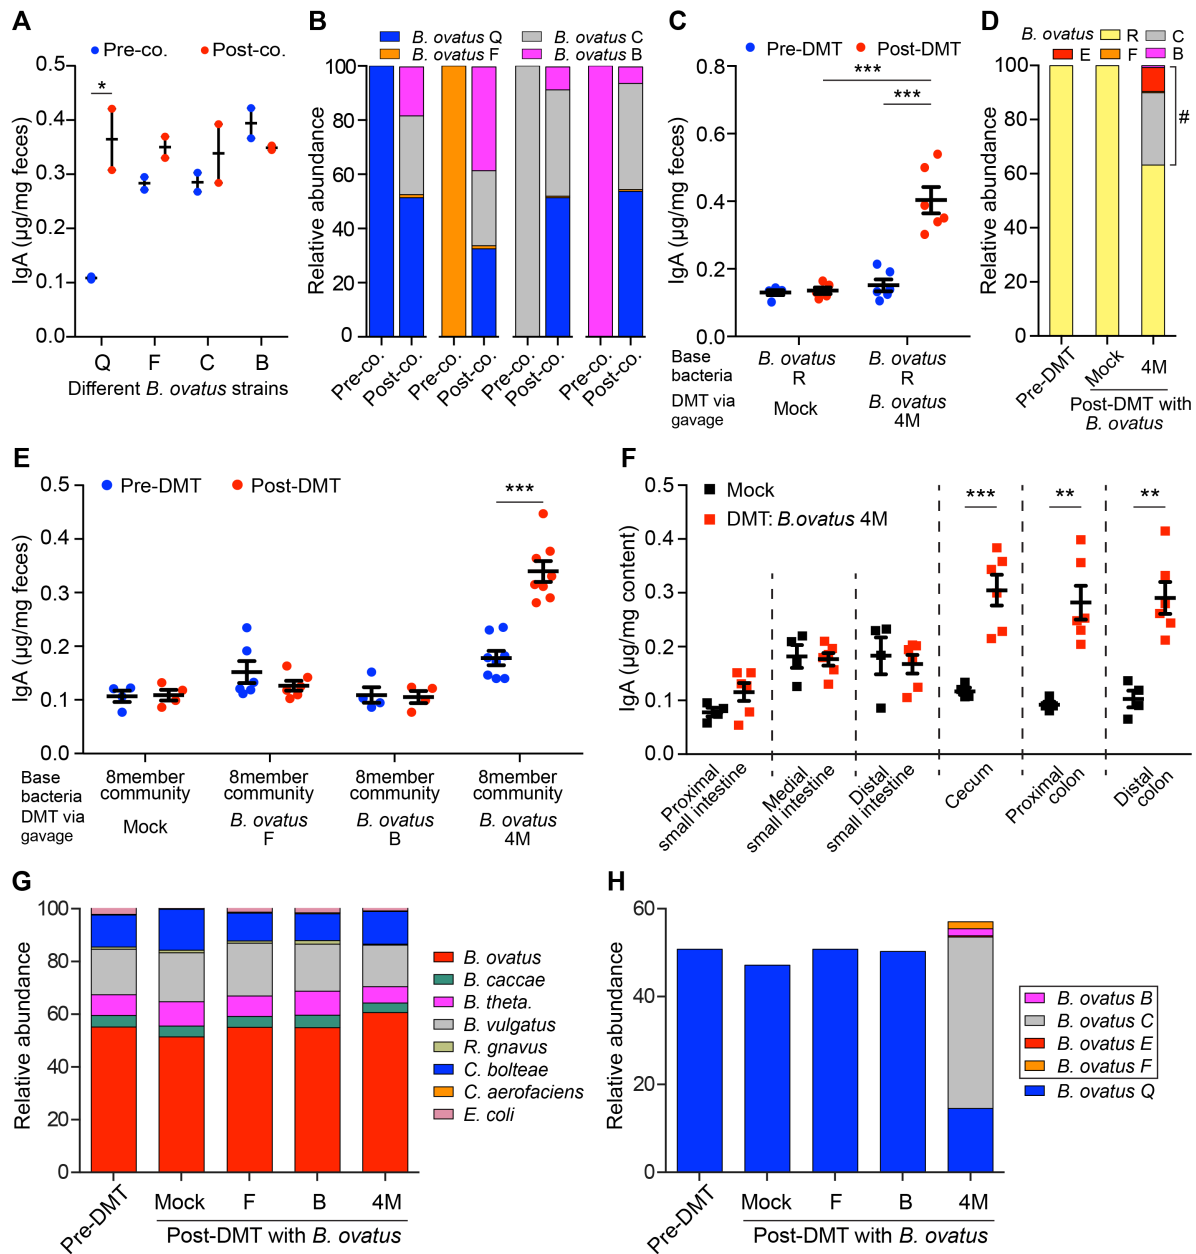 A
Pre-co.
Post-co.
IgA (µg/mg feces)
0.5
0.4
0.3
0.2
0.1
0.0
*
Q
F
C
B
Different B. ovatus strains
B
B. ovatus Q
B. ovatus C
B. ovatus F
B. ovatus B
Relative abundance
100
80
60
40
20
0
Pre-co.
Post-co.
Pre-co.
Post-co.
Pre-co.
Post-co.
Pre-co.
Post-co.
C
Pre-DMT
Post-DMT
IgA (µg/mg feces)
0.8
0.6
0.4
0.2
0.0
***
***
Base
bacteria
B. ovatus
R
B. ovatus
R
DMT via
gavage
Mock
B. ovatus
4M
D
B. ovatus
R
C
E
F
B
Relative abundance
100
80
60
40
20
0
#
Pre-DMT
Mock
4M
Post-DMT with
B. ovatus
E
Pre-DMT
Post-DMT
IgA (µg/mg feces)
0.5
0.4
0.3
0.2
0.1
0.0
***
Base
bacteria
8member
community
8member
community
8member
community
8member
community
DMT via
gavage
Mock
B. ovatus
F
B. ovatus
B
B. ovatus
4M
F
Mock
DMT: B.ovatus 4M
IgA (µg/mg content)
0.5
0.4
0.3
0.2
0.1
0.0
***
**
**
Proximal
small intestine
Medial
small intestine
Distal
small intestine
Cecum
Proximal
colon
Distal
colon
G
Relative abundance
100
80
60
40
20
0
B. ovatus
B. caccae
B. theta.
B. vulgatus
R. gnavus
C. bolteae
C. aerofaciens
E. coli
Pre-DMT
Mock
F
B
4M
Post-DMT with B. ovatus
H
Relative abundance
60
40
20
0
B. ovatus B
B. ovatus C
B. ovatus E
B. ovatus F
B. ovatus Q
Pre-DMT
Mock
F
B
4M
Post-DMT with B. ovatus